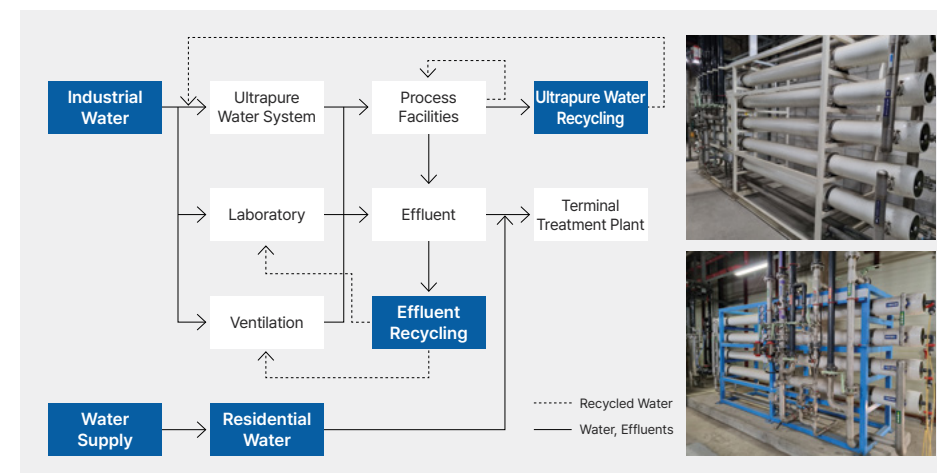 Industrial
Water
Ultrapure
Water System
Process
Facilities
Ultrapure Water
Recycling
Laboratory
Effluent
Terminal
Treatment Plant
Ventilation
Effluent
Recycling
Water
Supply
Residential
Water
Recycled Water
Water, Effluents